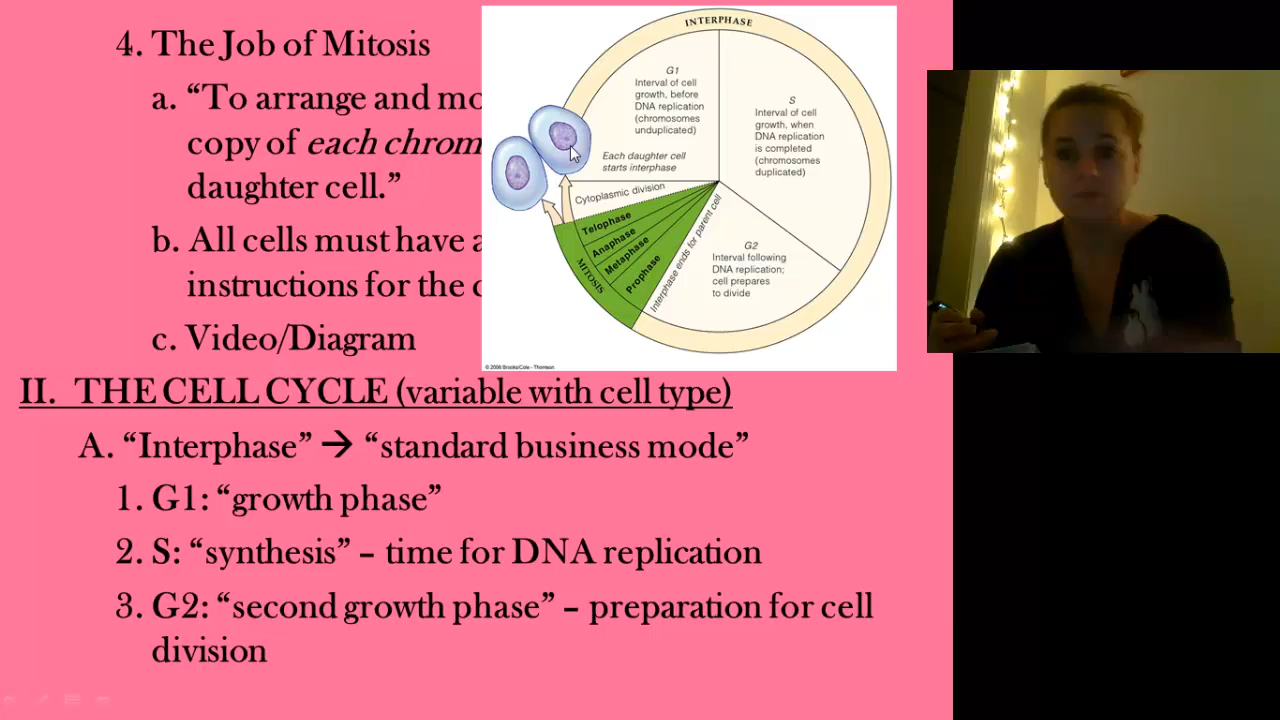 4. The Job of Mitosis
a. “To arrange and mo
copy of each chrom
daughter cell.”
b. All cells must have a
instructions for the
c. Video/Diagram
II. THE CELL CYCLE (variable with cell type)
A. “Interphase” → “standard business mode”
1. G1: “growth phase”
2. S: “synthesis” – time for DNA replication
3. G2: “second growth phase” – preparation for cell
division
INTERPHASE
G1
Interval of cell
growth, before
DNA replication
(chromosomes
unduplicated)
Each daughter cell
starts interphase
S
Interval of cell
growth, when
DNA replication
is completed
(chromosomes
duplicated)
G2
Interval following
DNA replication;
cell prepares
to divide
Interphase ends for parent cell
Cytoplasmic division
Telophase
Anaphase
Metaphase
Prophase
MITOSIS
© 2006 Brooks/Cole - Thomson